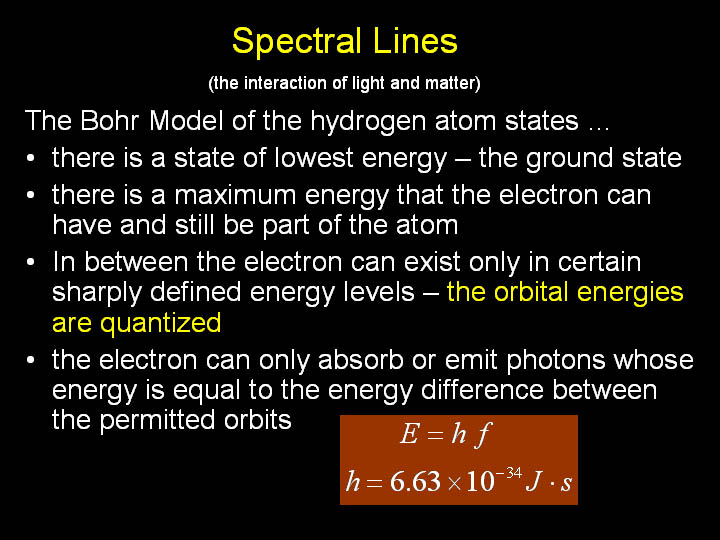 Spectral Lines
(the interaction of light and matter)
The Bohr Model of the hydrogen atom states ...
• there is a state of lowest energy – the ground state
• there is a maximum energy that the electron can
have and still be part of the atom
• In between the electron can exist only in certain
sharply defined energy levels – the orbital energies
are quantized
• the electron can only absorb or emit photons whose
energy is equal to the energy difference between
the permitted orbits
E = h f
h = 6.63 × 10⁻³⁴ J · s